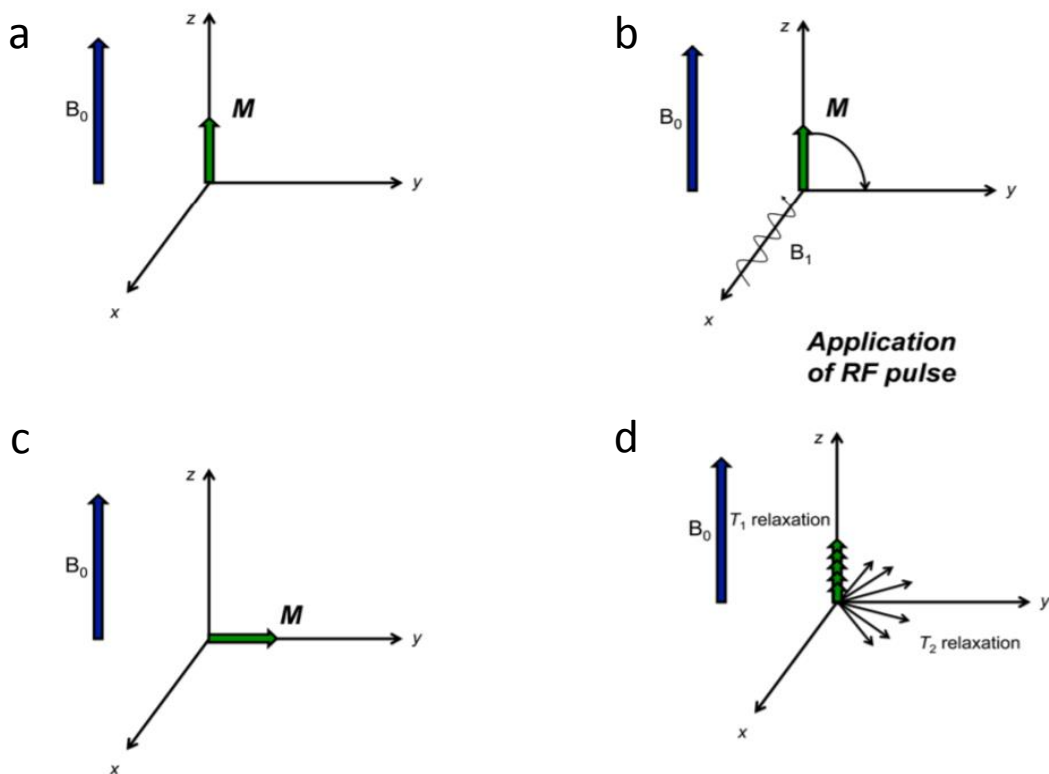 a
z
B0
M
y
x
b
z
B0
M
y
B1
x
Application
of RF pulse
c
z
B0
M
y
x
d
z
B0
T1 relaxation
y
T2 relaxation
x